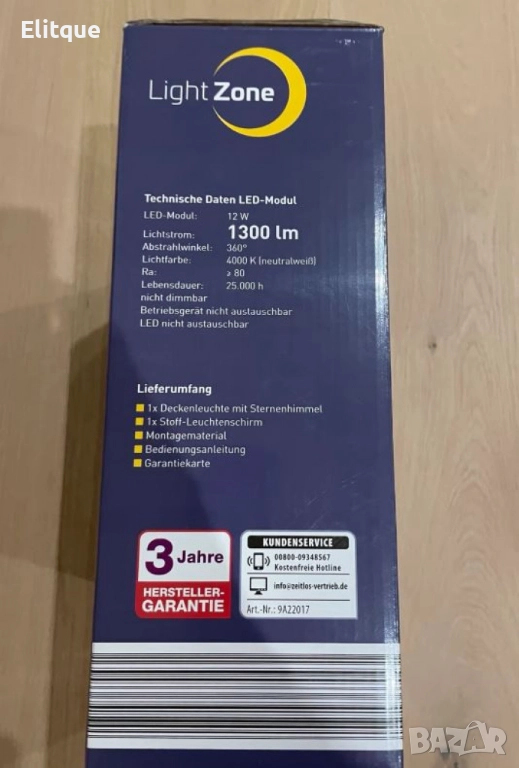 Elitque
Light Zone
Technische Daten LED-Modul
LED-Modul: 12 W
Lichtstrom: 1300 lm
Abstrahlwinkel: 360°
Lichtfarbe: 4000 K (neutralweiß)
Ra: ≥ 80
Lebensdauer: 25.000 h
nicht dimmbar
Betriebsgerät nicht austauschbar
LED nicht austauschbar
Lieferumfang
1x Deckenleuchte mit Sternenhimmel
1x Stoff-Leuchtenschirm
Montagematerial
Bedienungsanleitung
Garantiekarte
3 Jahre
HERSTELLER-
GARANTIE
KUNDENSERVICE
00800-09348567
Kostenfreie Hotline
info@zeitlos-vertrieb.de
Art.-Nr.: 9A22017
BAZAR